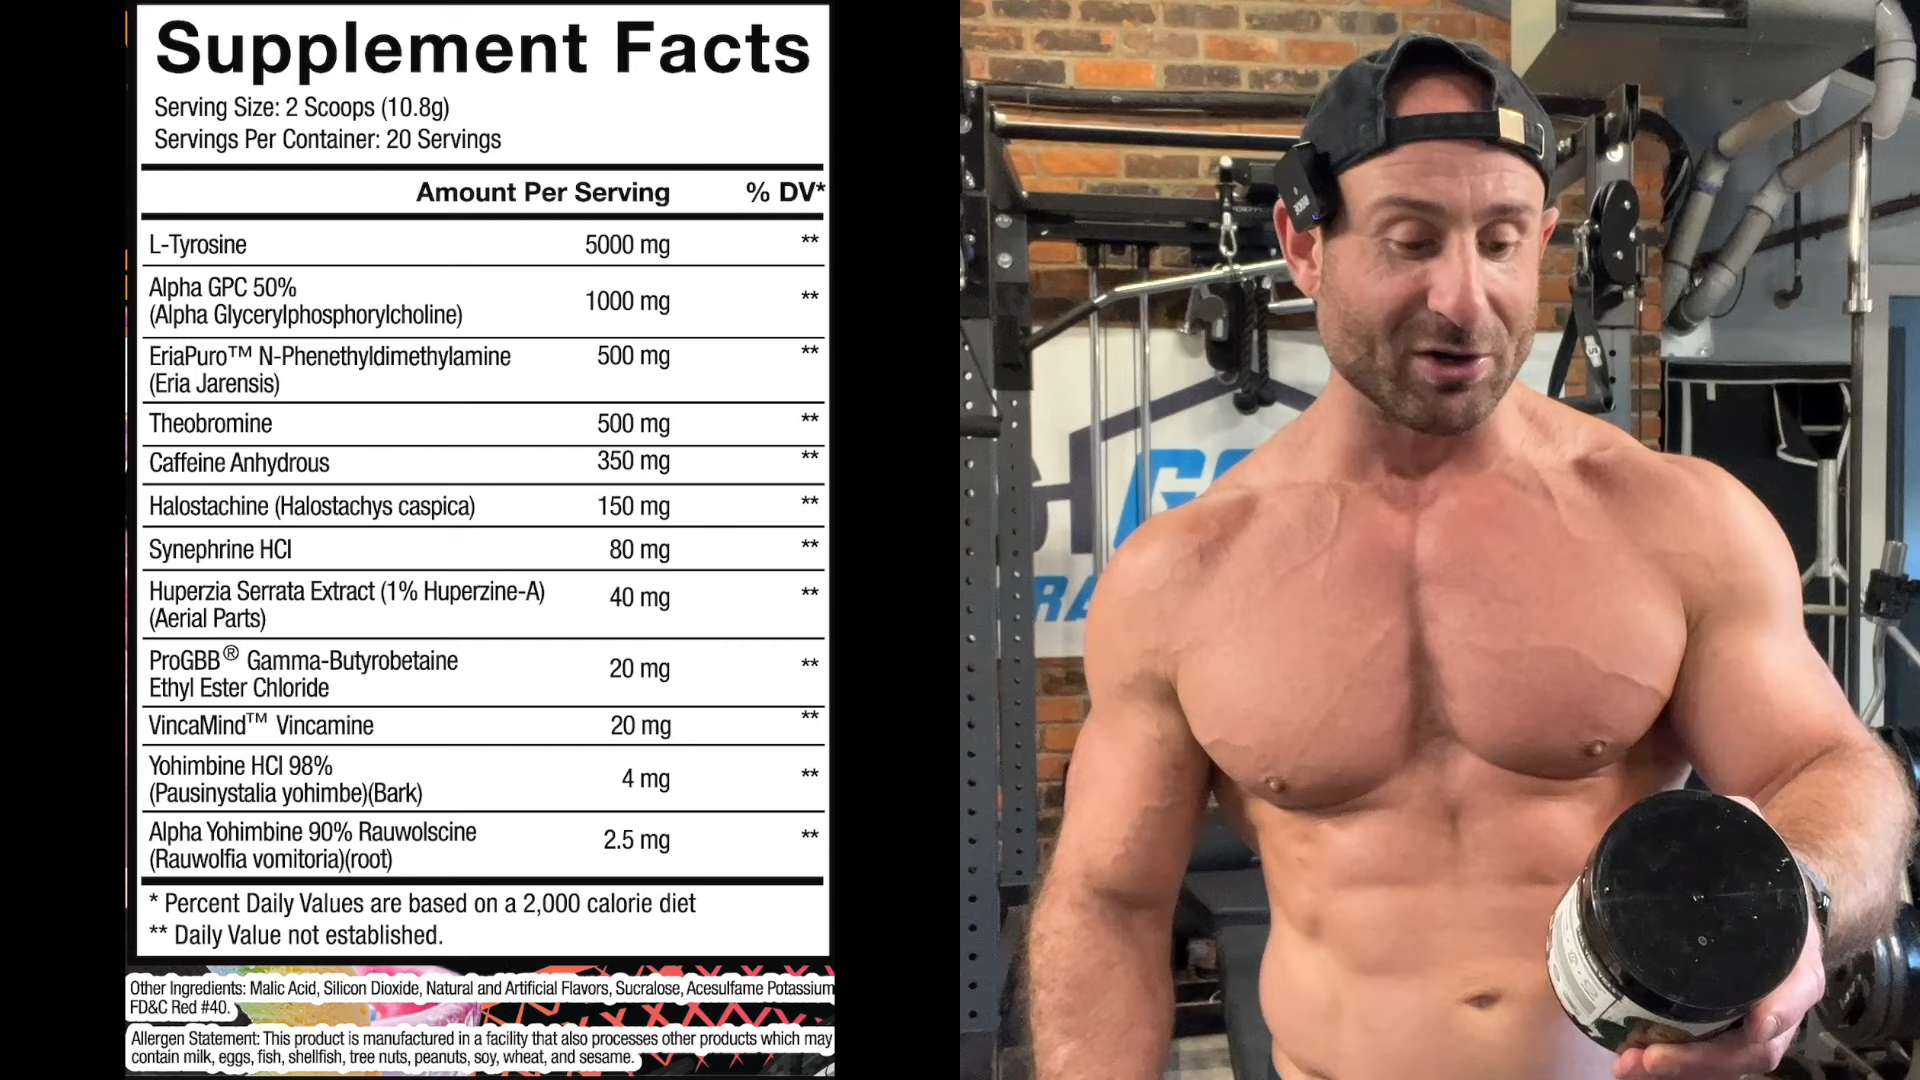 Supplement Facts
Serving Size: 2 Scoops (10.8g)
Servings Per Container: 20 Servings
Amount Per Serving % DV*
L-Tyrosine 5000 mg **
Alpha GPC 50%
(Alpha Glycerylphosphorylcholine) 1000 mg **
EriaPuro™ N-Phenethyldimethylamine 500 mg **
(Eria Jarensis)
Theobromine 500 mg **
Caffeine Anhydrous 350 mg **
Halostachine (Halostachys caspica) 150 mg **
Synephrine HCl 80 mg **
Huperzia Serrata Extract (1% Huperzine-A) 40 mg **
(Aerial Parts)
ProGBB® Gamma-Butyrobetaine 20 mg **
Ethyl Ester Chloride
VincaMind™ Vincamine 20 mg **
Yohimbine HCl 98%
(Pausinystalia yohimbe)(Bark) 4 mg **
Alpha Yohimbine 90% Rauwolscine 2.5 mg **
(Rauwolfia vomitoria)(root)
* Percent Daily Values are based on a 2,000 calorie diet
** Daily Value not established.
Other Ingredients: Malic Acid, Silicon Dioxide, Natural and Artificial Flavors, Sucralose, Acesulfame Potassium
FD&C Red #40.
Allergen Statement: This product is manufactured in a facility that also processes other products which may
contain milk, eggs, fish, shellfish, tree nuts, peanuts, soy, wheat, and sesame.